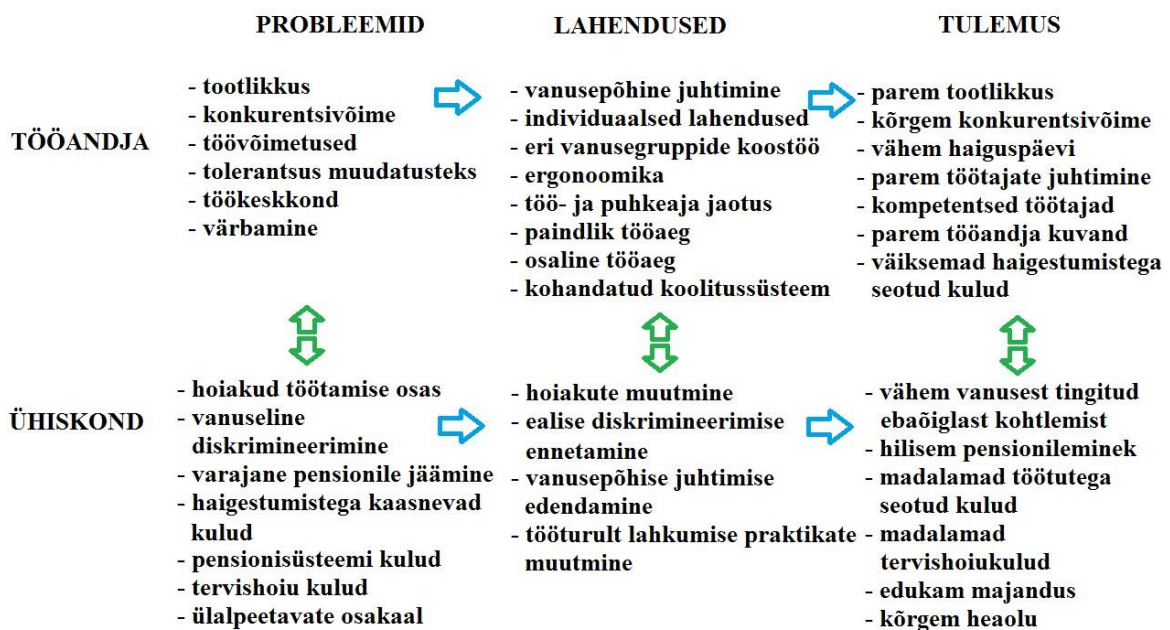 PROBLEEMID
LAHENDUSED
TULEMUS
TÖÖANDJA
- tootlikkus
- konkurentsivõime
- töövõimetused
- tolerantsus muudatusteks
- töökeskkond
- värbamine
- vanusepõhine juhtimine
- individuaalsed lahendused
- eri vanusegruppide koostöö
- ergonoomika
- töö- ja puhkeaja jaotus
- paindlik tööaeg
- osaline tööaeg
- kohandatud koolitussüsteem
- parem tootlikkus
- kõrgem konkurentsivõime
- vähem haiguspäevi
- parem töötajate juhtimine
- kompetentsed töötajad
- parem tööandja kuvand
- väiksemad haigestumistega
seotud kulud
ÜHISKOND
- hoiakud töötamise osas
- vanuseline
diskrimineerimine
- varajane pensionile jäämine
- haigestumistega kaasnevad
kulud
- pensionisüsteemi kulud
- tervishoiu kulud
- ülalpeetavate osakaal
- hoiakute muutmine
- ealise diskrimineerimise
ennetamine
- vanusepõhise juhtimise
edendamine
- tööturult lahkumise praktikate
muutmine
- vähem vanusest tingitud
ebaõiglast kohtlemist
- hilisem pensionileminek
- madalamad töötutega
seotud kulud
- madalamad
tervishoiukulud
- edukam majandus
- kõrgem heaolu